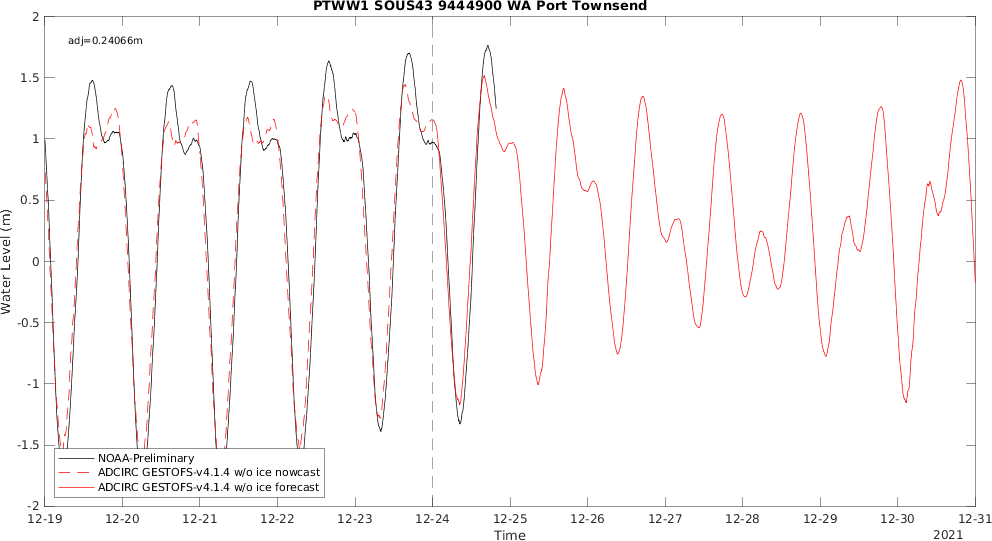 PTWW1 SOUS43 9444900 WA Port Townsend
adj=0.24066m
Water Level (m)
2
1.5
1
0.5
0
-0.5
-1
-1.5
-2
NOAA-Preliminary
ADCIRC GESTOFS-v4.1.4 w/o ice nowcast
ADCIRC GESTOFS-v4.1.4 w/o ice forecast
12-19 12-20 12-21 12-22 12-23 12-24 12-25 12-26 12-27 12-28 12-29 12-30 12-31
Time
2021